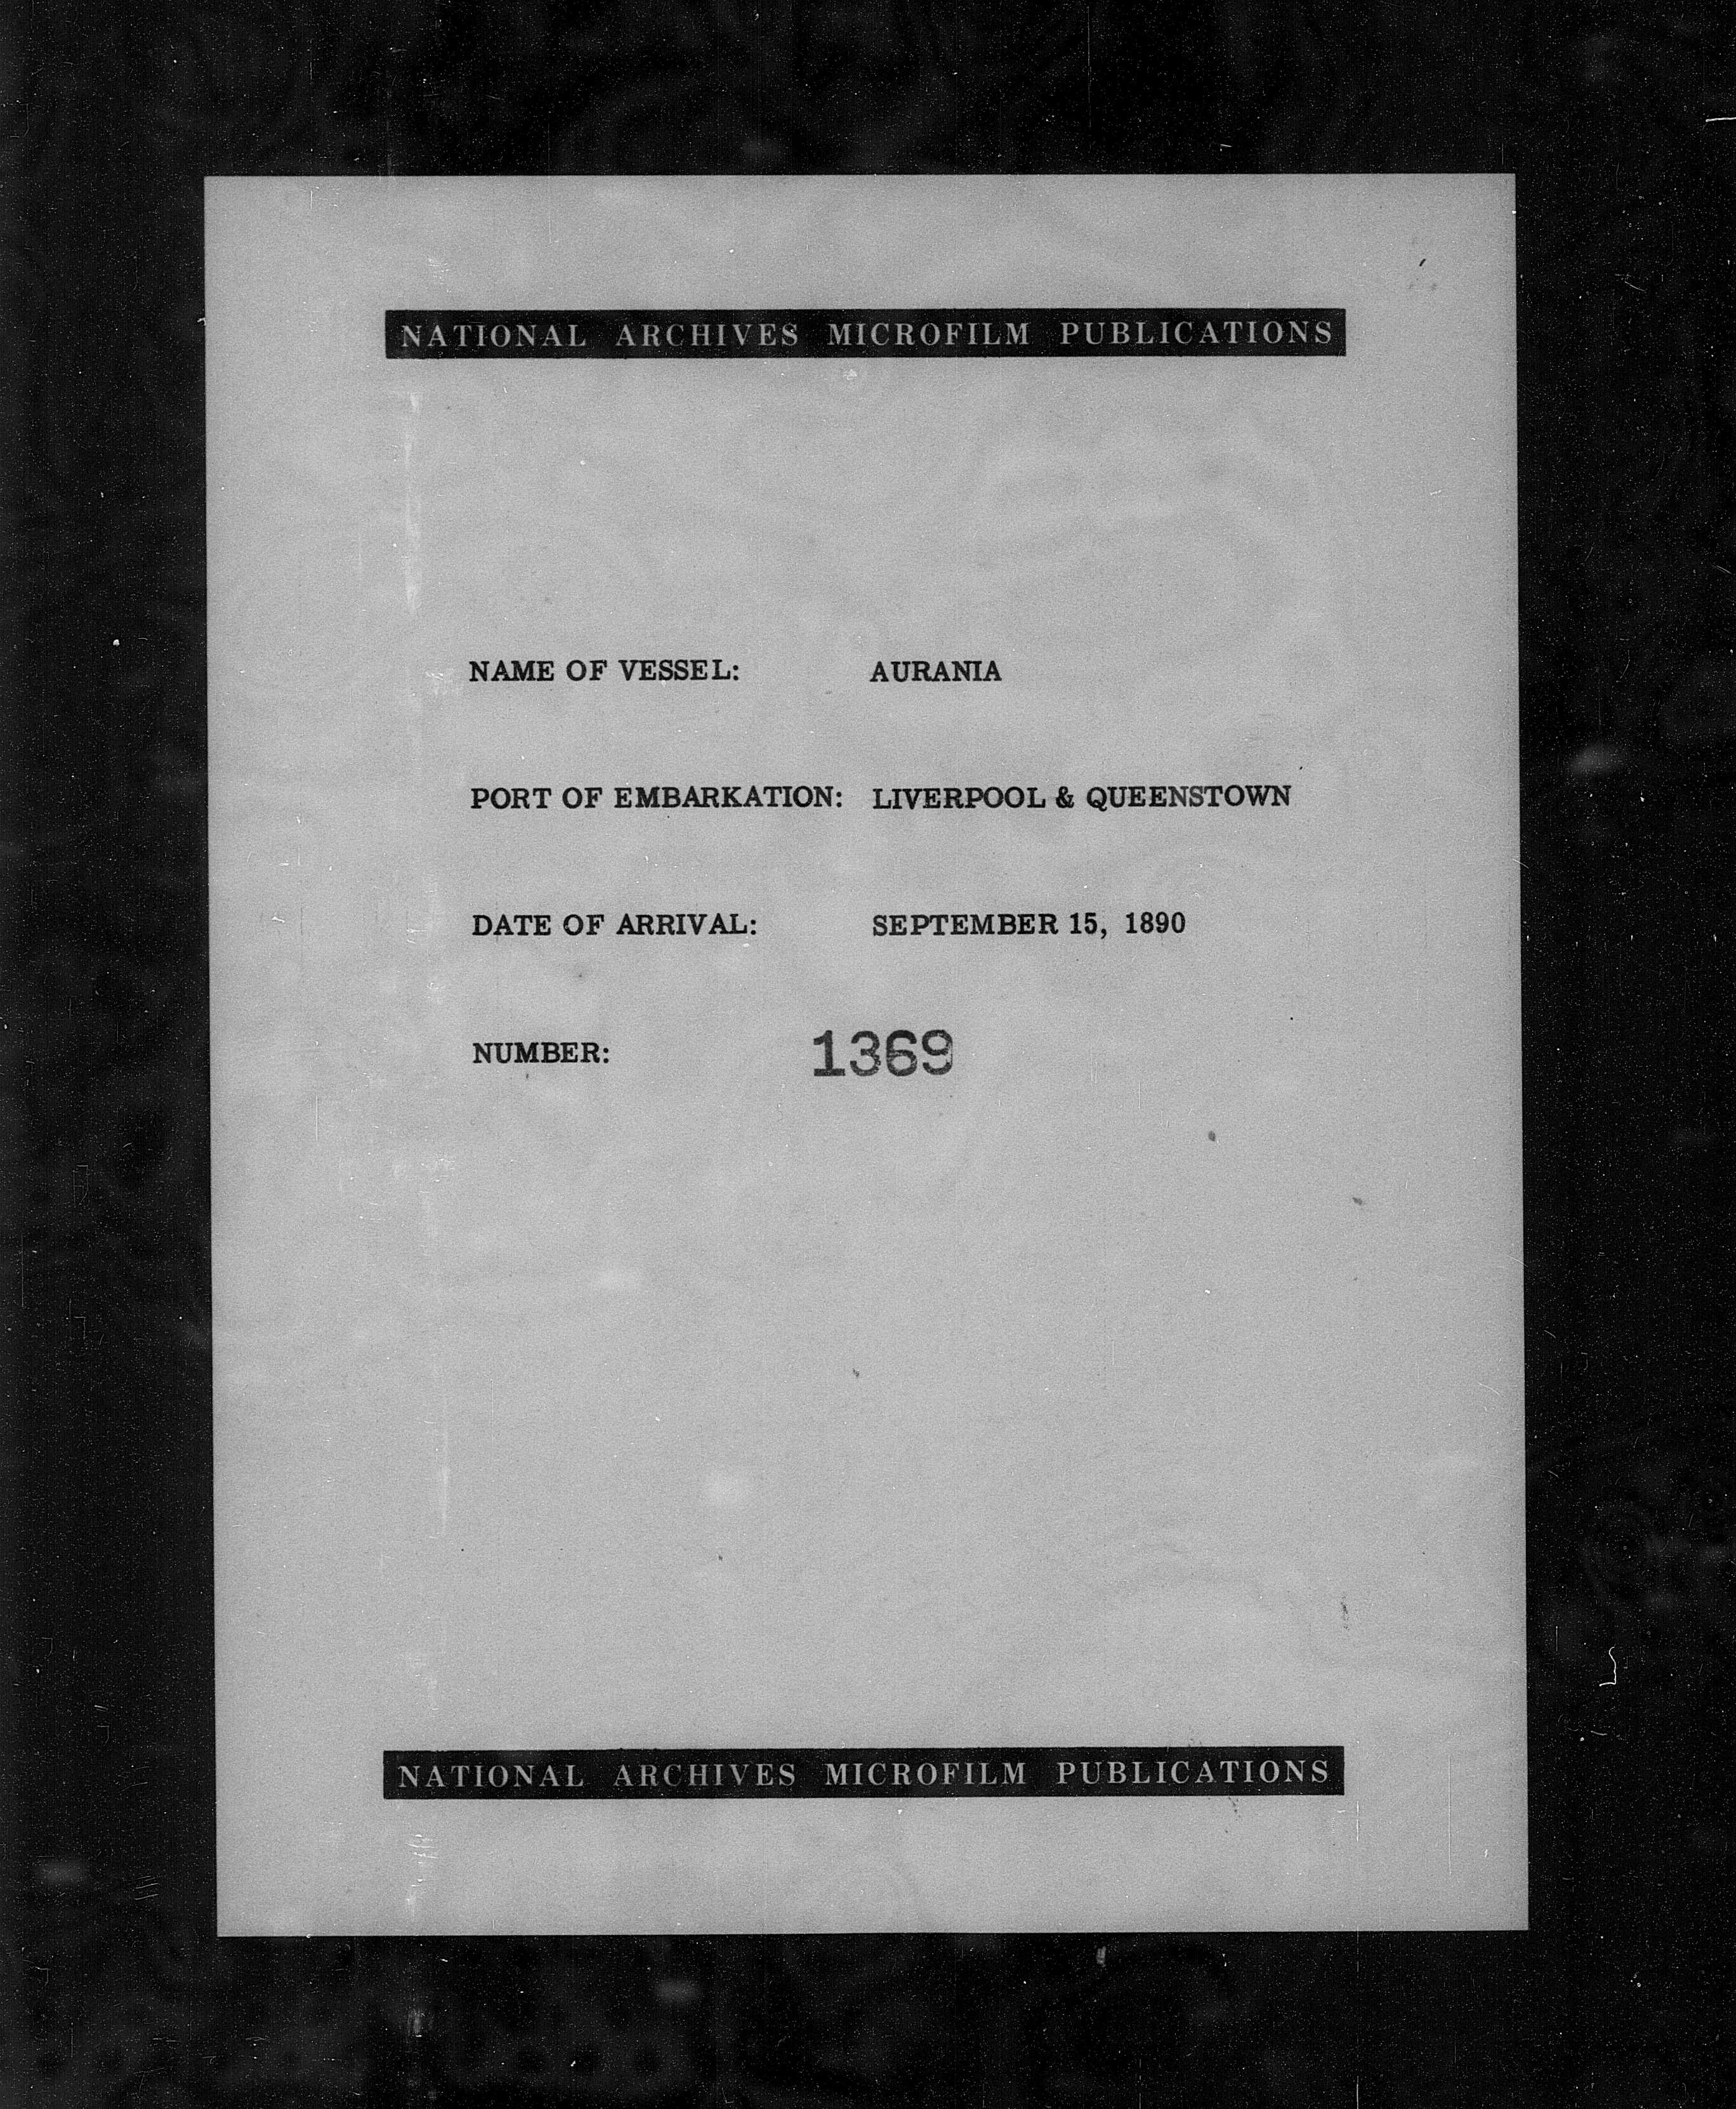 NATIONAL ARCHIVES MICROFILM PUBLICATIONS
NAME OF VESSEL: AURANIA
PORT OF EMBARKATION: LIVERPOOL & QUEENSTOWN
DATE OF ARRIVAL: SEPTEMBER 15, 1890
NUMBER: 1369
NATIONAL ARCHIVES MICROFILM PUBLICATIONS